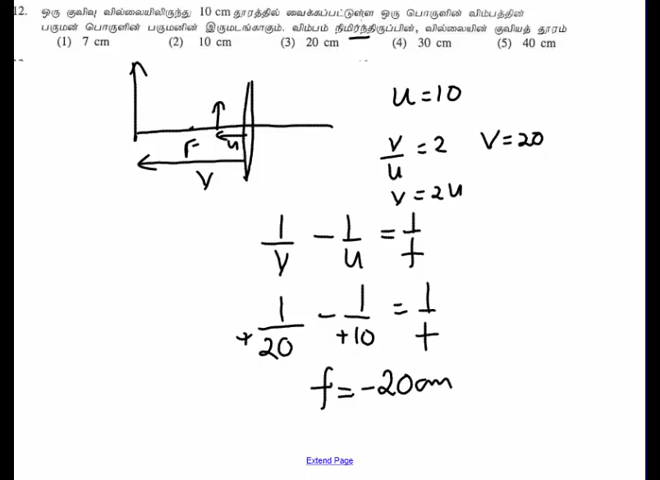 12. ஒரு குவிவு வில்லையிலிருந்து 10 cm தூரத்தில் வைக்கப்பட்டுள்ள ஒரு பொருளின் விம்பத்தின்
பருமன் பொருளின் பருமனின் இருமடங்காகும். விம்பம் நிமிர்ந்திருப்பின், வில்லையின் குவியத் தூரம்
(1) 7 cm (2) 10 cm (3) 20 cm (4) 30 cm (5) 40 cm
u = 10
F u
v
v/u = 2 v = 20
v = 2u
1/v - 1/u = 1/f
1/+20 - 1/+10 = 1/f
f = -20cm
Extend Page